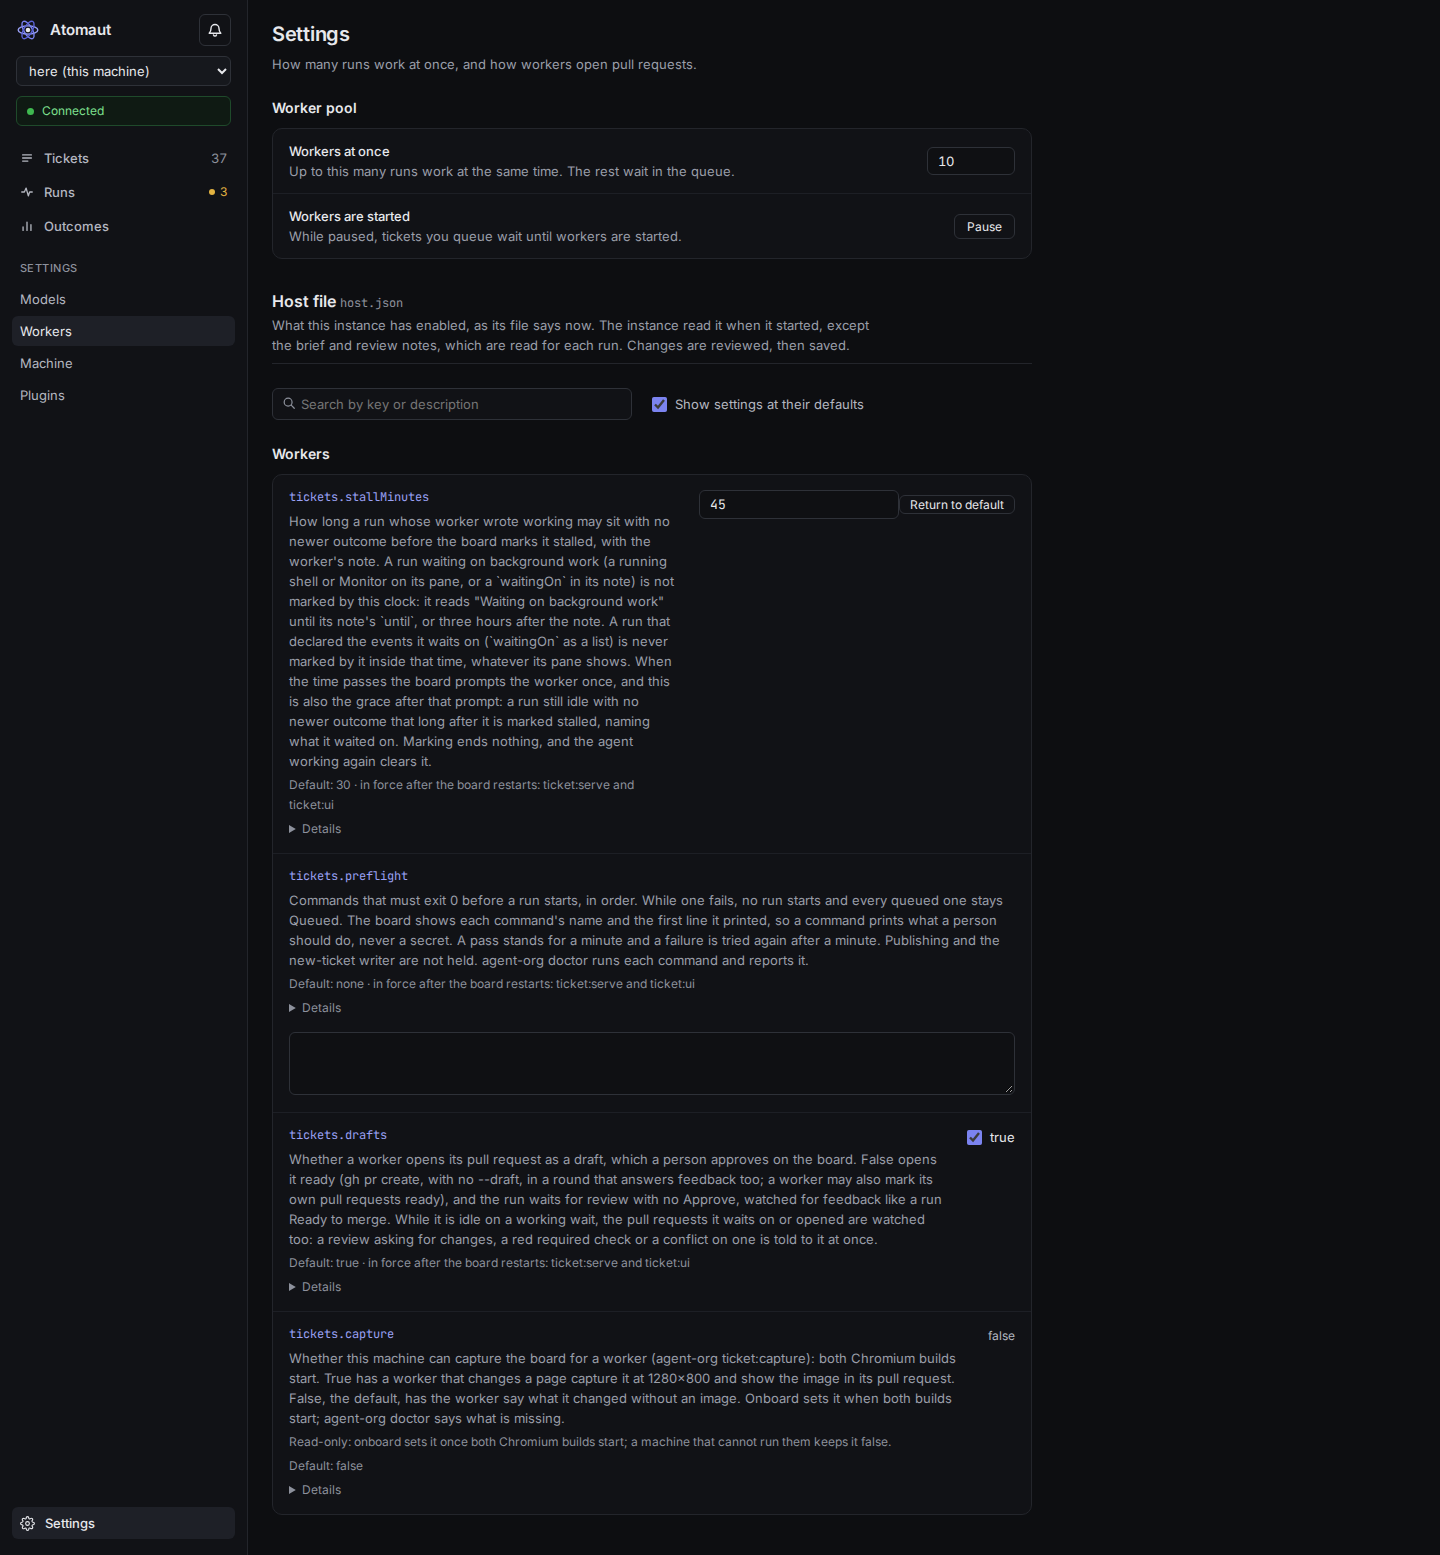 Atomaut
here (this machine)
Connected
Tickets 37
Runs 3
Outcomes
SETTINGS
Models
Workers
Machine
Plugins
Settings
Settings
How many runs work at once, and how workers open pull requests.
Worker pool
Workers at once
Up to this many runs work at the same time. The rest wait in the queue.
10
Workers are started
While paused, tickets you queue wait until workers are started.
Pause
Host file host.json
What this instance has enabled, as its file says now. The instance read it when it started, except
the brief and review notes, which are read for each run. Changes are reviewed, then saved.
Search by key or description
Show settings at their defaults
Workers
tickets.stallMinutes
45
Return to default
How long a run whose worker wrote working may sit with no
newer outcome before the board marks it stalled, with the
worker's note. A run waiting on background work (a running
shell or Monitor on its pane, or a `waitingOn` in its note) is not
marked by this clock: it reads "Waiting on background work"
until its note's `until`, or three hours after the note. A run that
declared the events it waits on (`waitingOn` as a list) is never
marked by it inside that time, whatever its pane shows. When
the time passes the board prompts the worker once, and this
is also the grace after that prompt: a run still idle with no
newer outcome that long after it is marked stalled, naming
what it waited on. Marking ends nothing, and the agent
working again clears it.
Default: 30 · in force after the board restarts: ticket:serve and
ticket:ui
Details
tickets.preflight
Commands that must exit 0 before a run starts, in order. While one fails, no run starts and every queued one stays
Queued. The board shows each command's name and the first line it printed, so a command prints what a person
should do, never a secret. A pass stands for a minute and a failure is tried again after a minute. Publishing and the
new-ticket writer are not held. agent-org doctor runs each command and reports it.
Default: none · in force after the board restarts: ticket:serve and ticket:ui
Details
tickets.drafts
true
Whether a worker opens its pull request as a draft, which a person approves on the board. False opens
it ready (gh pr create, with no --draft, in a round that answers feedback too; a worker may also mark its
own pull requests ready), and the run waits for review with no Approve, watched for feedback like a run
Ready to merge. While it is idle on a working wait, the pull requests it waits on or opened are watched
too: a review asking for changes, a red required check or a conflict on one is told to it at once.
Default: true · in force after the board restarts: ticket:serve and ticket:ui
Details
tickets.capture
false
Whether this machine can capture the board for a worker (agent-org ticket:capture): both Chromium builds
start. True has a worker that changes a page capture it at 1280×800 and show the image in its pull request.
False, the default, has the worker say what it changed without an image. Onboard sets it when both builds
start; agent-org doctor says what is missing.
Read-only: onboard sets it once both Chromium builds start; a machine that cannot run them keeps it false.
Default: false
Details